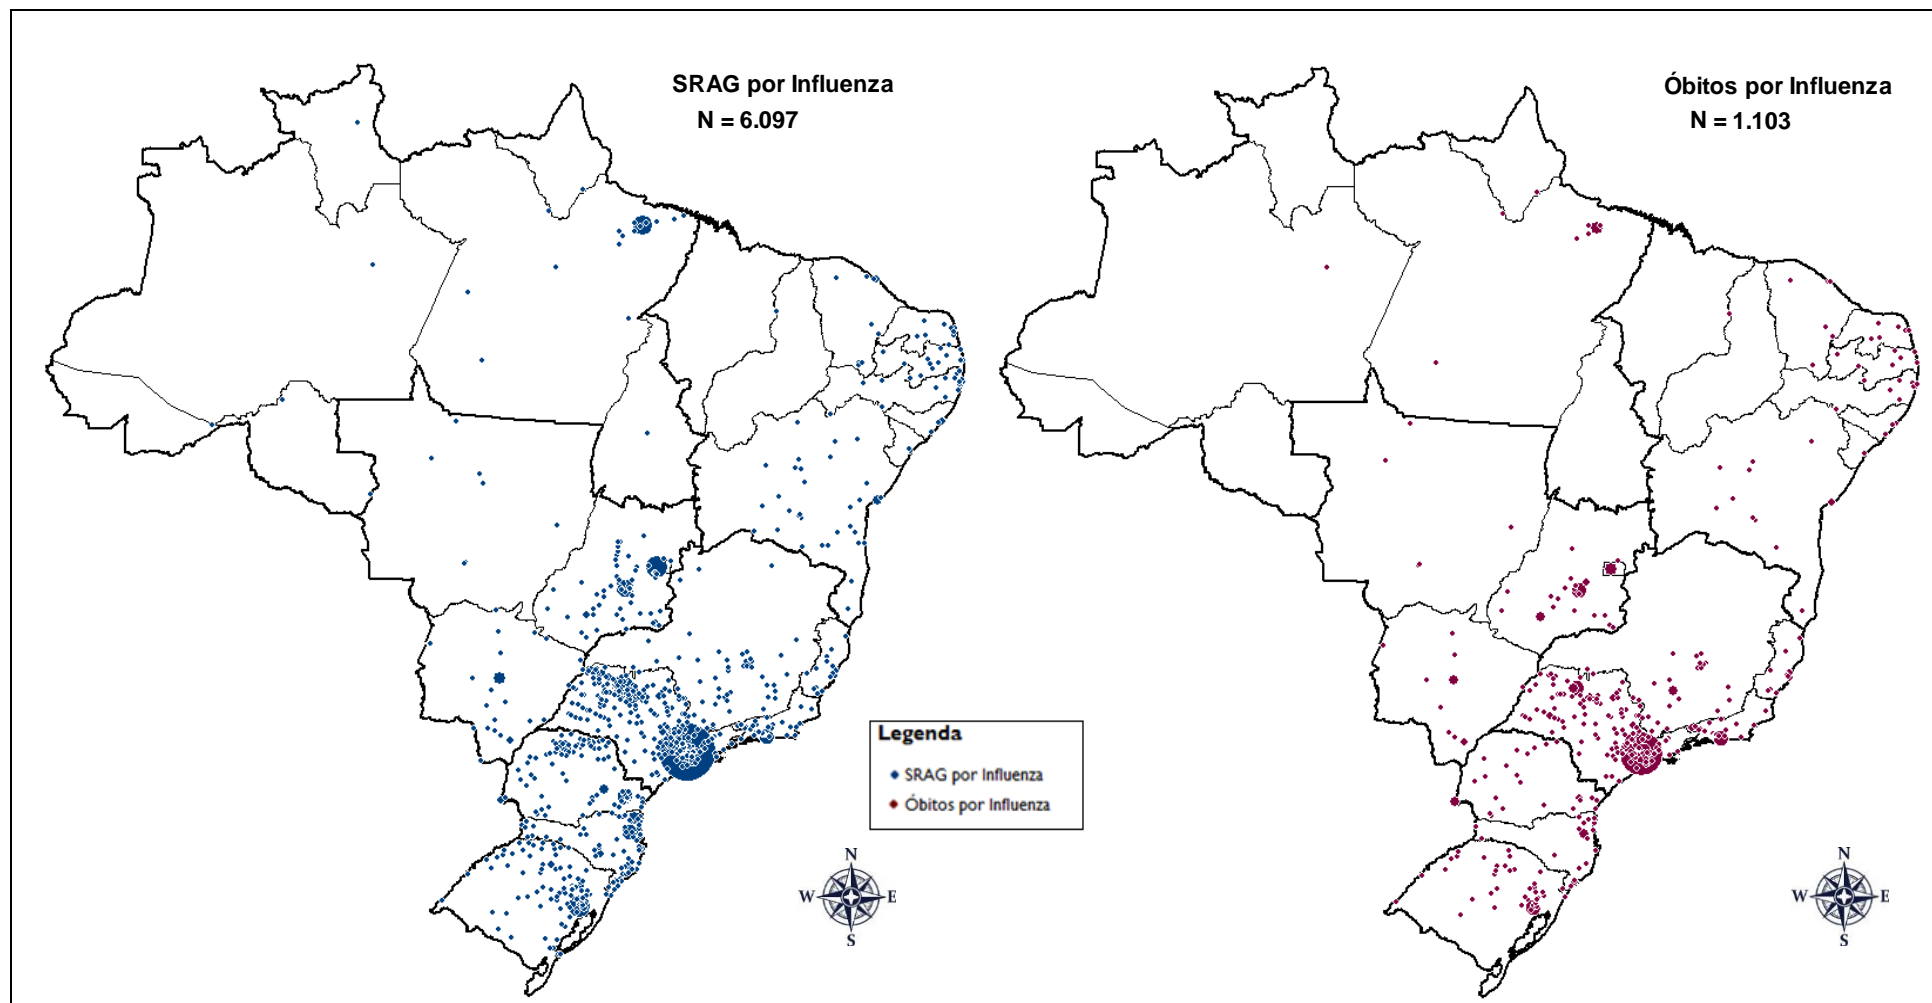 SRAG por Influenza
N = 6.097
Óbitos por Influenza
N = 1.103
Legenda
SRAG por Influenza
Óbitos por Influenza
N
W
E
S
N
W
E
S